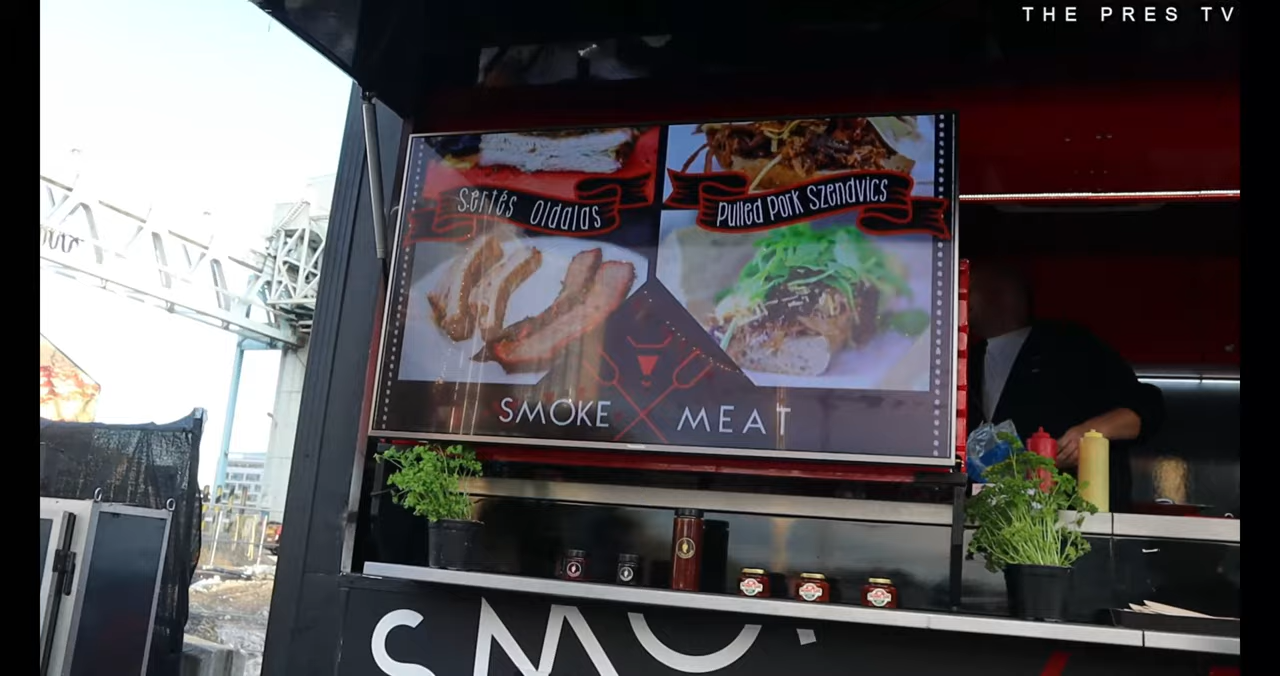 THE PRES TV
Sertés Oldalas
Pulled Pork Szendvics
SMOKE MEAT
SMO